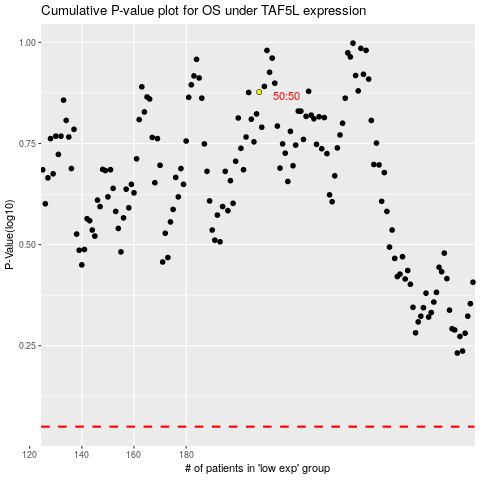 Cumulative P-value plot for OS under TAF5L expression
P-Value(log10)
1.00
0.75
0.50
0.25
50:50
120 140 160 180
# of patients in 'low exp' group